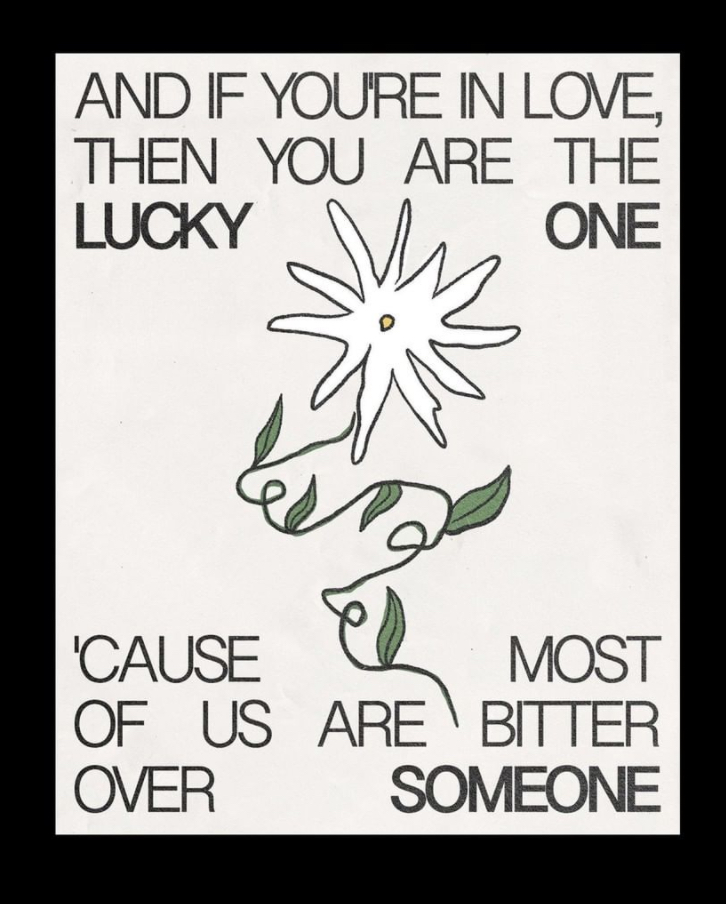 AND IF YOU'RE IN LOVE,
THEN YOU ARE THE
LUCKY ONE
'CAUSE MOST
OF US ARE BITTER
OVER SOMEONE